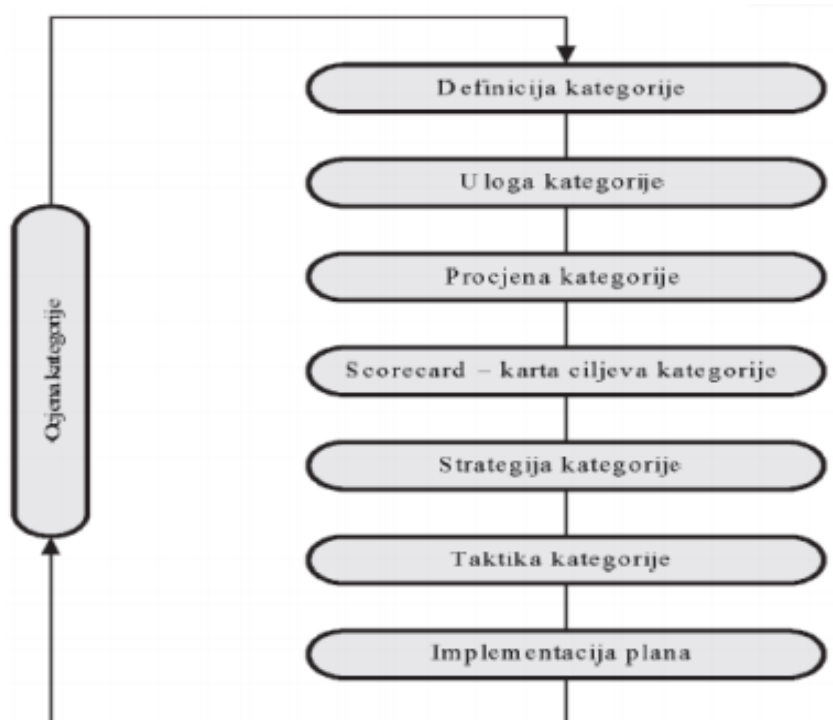 Definicija kategorije
Uloga kategorije
Procjena kategorije
Scorecard – karta ciljeva kategorije
Strategija kategorije
Taktika kategorije
Implementacija plana
Ocjena kategorije